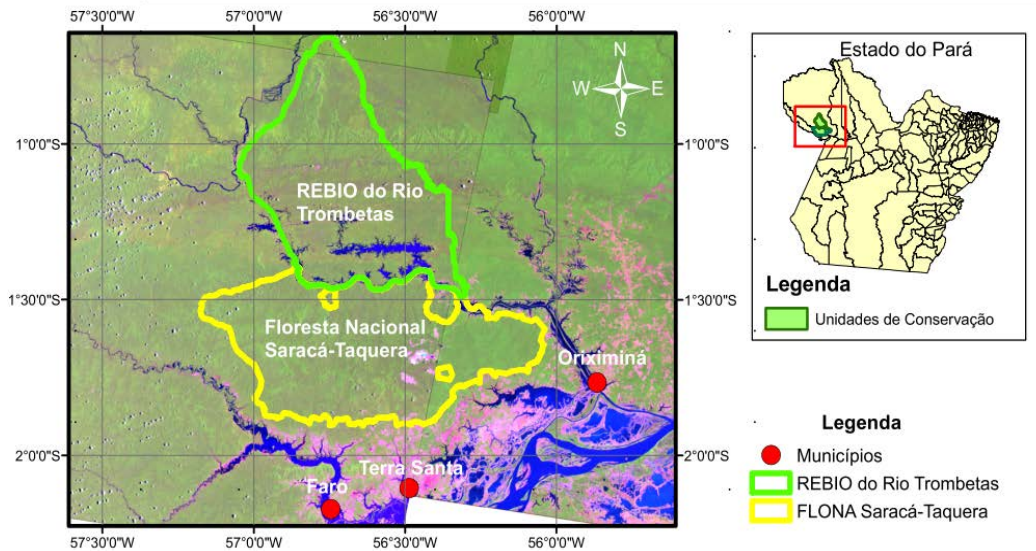 57°30'0"W 57°0'0"W 56°30'0"W 56°0'0"W
N
W E
S
1°0'0"S 1°0'0"S
REBIO do Rio
Trombetas
1°30'0"S 1°30'0"S
Floresta Nacional
Saracá-Taquera
Oriximiná
2°0'0"S 2°0'0"S
Terra Santa
Faro
57°30'0"W 57°0'0"W 56°30'0"W 56°0'0"W
Estado do Pará
Legenda
Unidades de Conservação
Legenda
Municípios
REBIO do Rio Trombetas
FLONA Saracá-Taquera